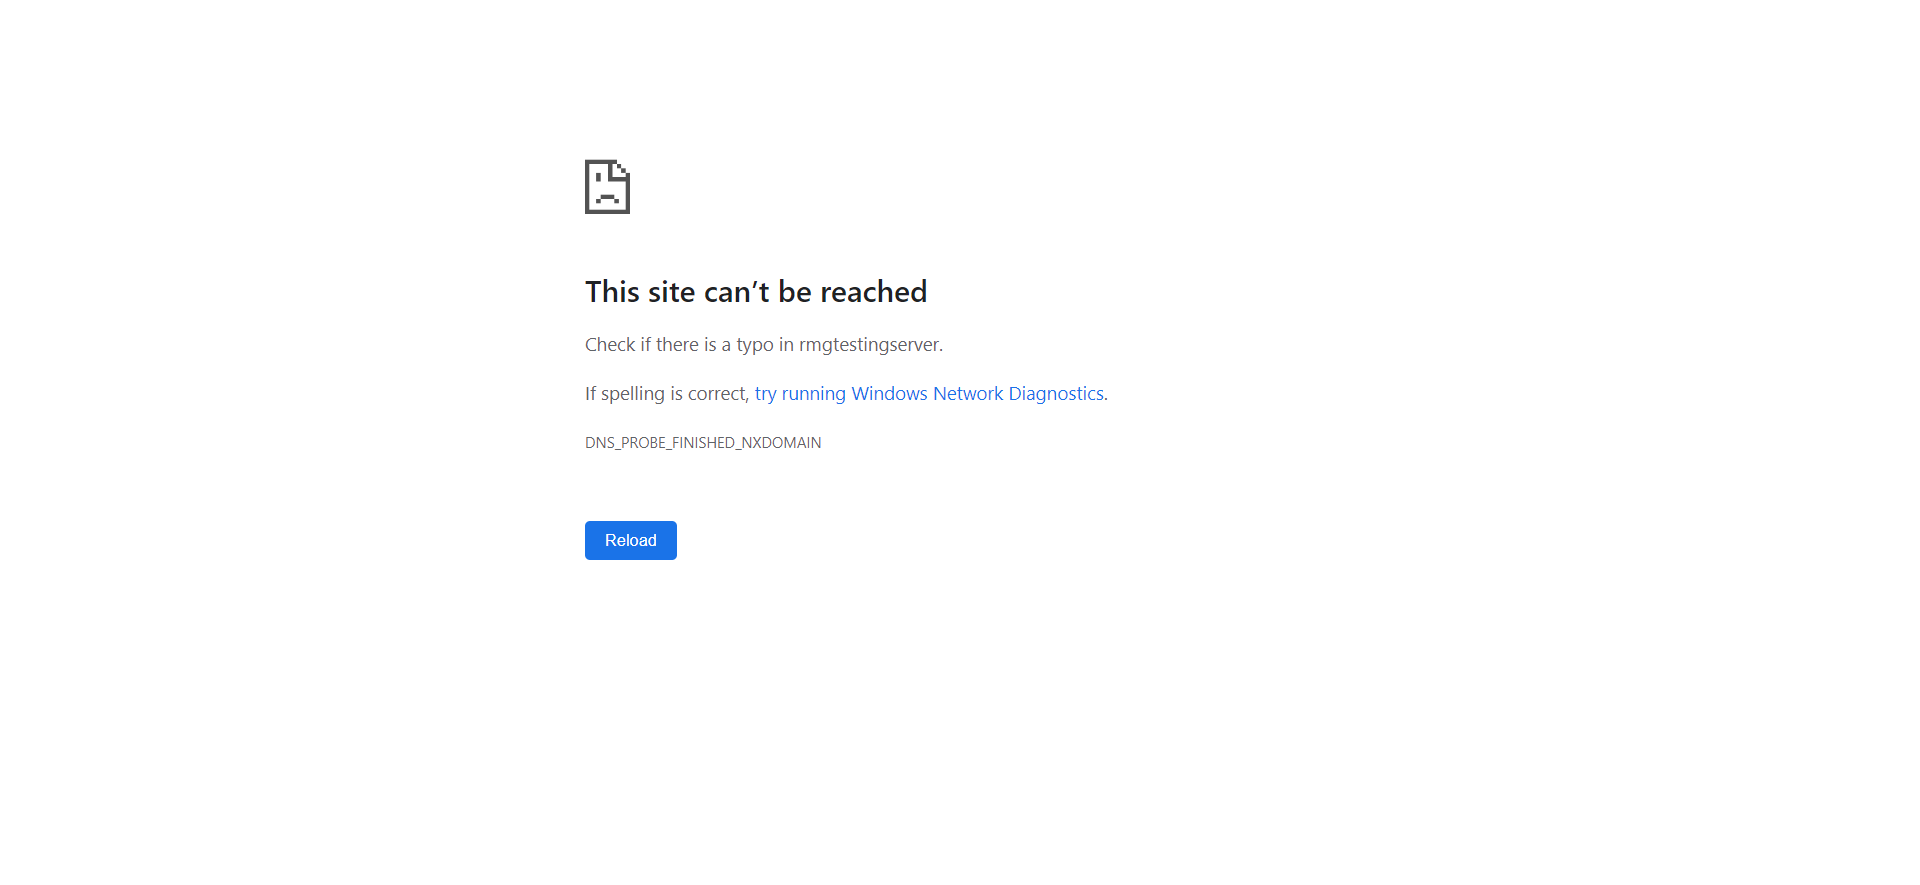 This site can’t be reached
Check if there is a typo in rmgtestingserver.
If spelling is correct, try running Windows Network Diagnostics.
DNS_PROBE_FINISHED_NXDOMAIN
Reload